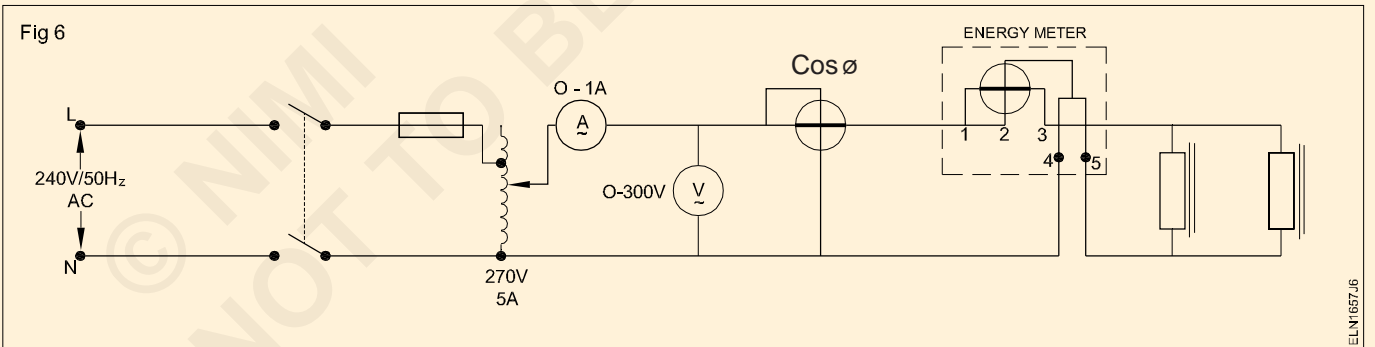 Fig 6
ENERGY METER
Cos ø
O - 1A
A
~
L
1 2 3
240V/50Hz
AC
O-300V
V
~
4 5
N
270V
5A
ELN1657J6
© NIMI
NOT TO BE